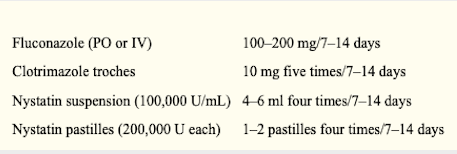 Fluconazole (PO or IV) 100–200 mg/7–14 days
Clotrimazole troches 10 mg five times/7–14 days
Nystatin suspension (100,000 U/mL) 4–6 ml four times/7–14 days
Nystatin pastilles (200,000 U each) 1–2 pastilles four times/7–14 days